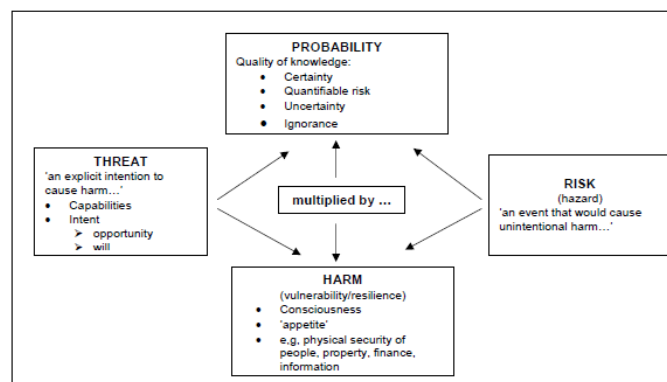 PROBABILITY
Quality of knowledge:
• Certainty
• Quantifiable risk
• Uncertainty
• Ignorance
THREAT
'an explicit intention to
cause harm…'
• Capabilities
• Intent
➢ opportunity
➢ will
multiplied by …
RISK
(hazard)
'an event that would cause
unintentional harm…'
HARM
(vulnerability/resilience)
• Consciousness
• 'appetite'
• e.g, physical security of
people, property, finance,
information